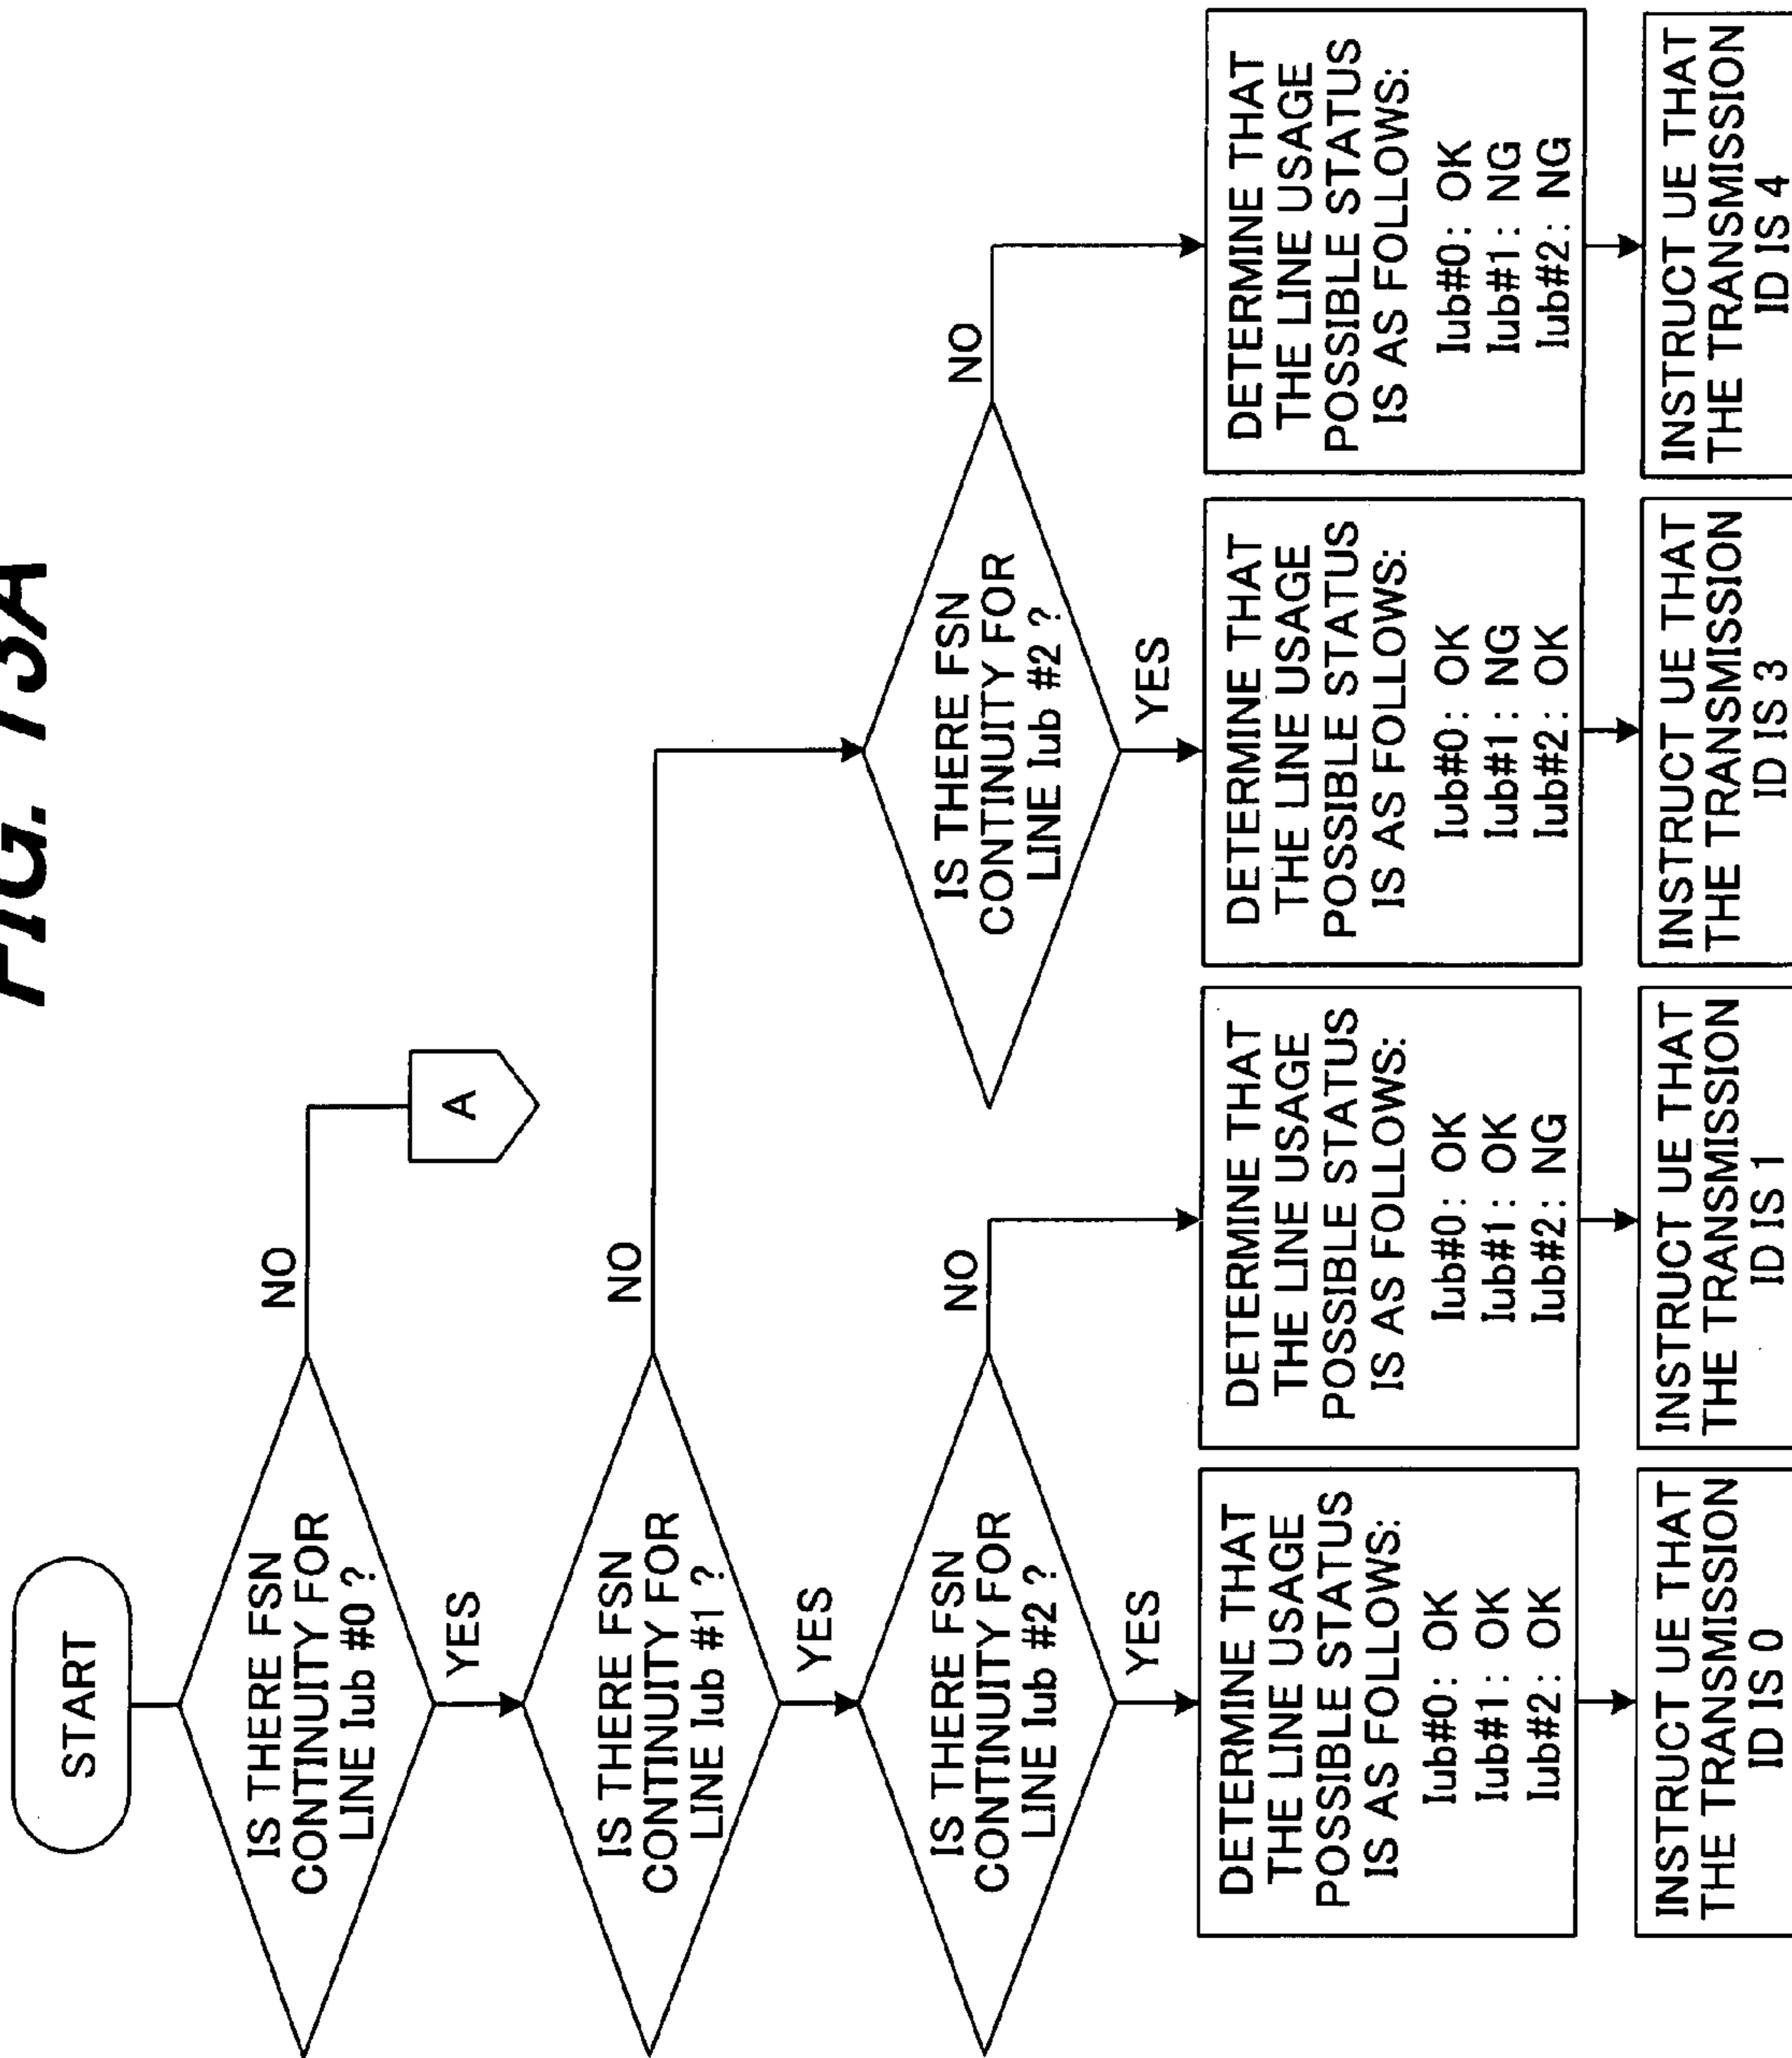 FIG. 13A
START
IS THERE FSN
CONTINUITY FOR
LINE Iub #0 ?
NO
A
YES
IS THERE FSN
CONTINUITY FOR
LINE Iub #1 ?
NO
YES
IS THERE FSN
CONTINUITY FOR
LINE Iub #2 ?
NO
YES
IS THERE FSN
CONTINUITY FOR
LINE Iub #2 ?
NO
YES
DETERMINE THAT
THE LINE USAGE
POSSIBLE STATUS
IS AS FOLLOWS:
Iub#0: OK
Iub#1: OK
Iub#2: OK
DETERMINE THAT
THE LINE USAGE
POSSIBLE STATUS
IS AS FOLLOWS:
Iub#0: OK
Iub#1: OK
Iub#2: NG
DETERMINE THAT
THE LINE USAGE
POSSIBLE STATUS
IS AS FOLLOWS:
Iub#0: OK
Iub#1: NG
Iub#2: OK
DETERMINE THAT
THE LINE USAGE
POSSIBLE STATUS
IS AS FOLLOWS:
Iub#0: OK
Iub#1: NG
Iub#2: NG
INSTRUCT UE THAT
THE TRANSMISSION
ID IS 0
INSTRUCT UE THAT
THE TRANSMISSION
ID IS 1
INSTRUCT UE THAT
THE TRANSMISSION
ID IS 3
INSTRUCT UE THAT
THE TRANSMISSION
ID IS 4